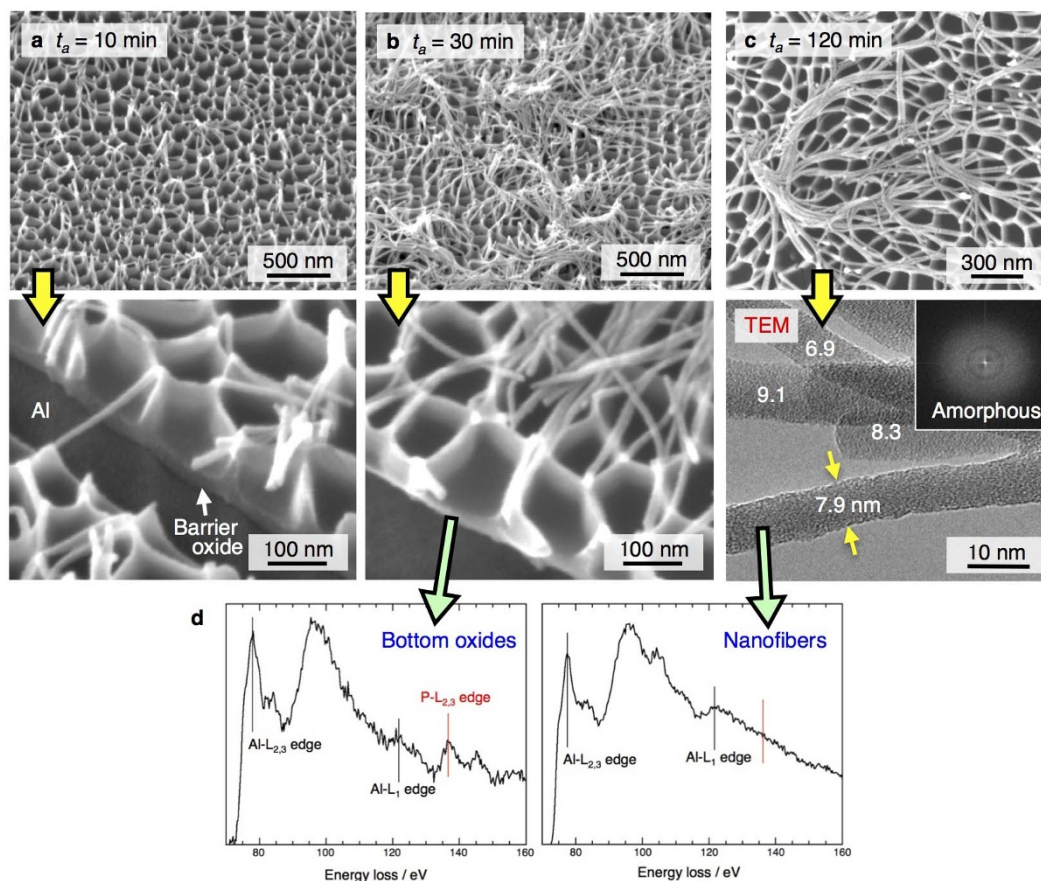 a tₐ = 10 min
b tₐ = 30 min
c tₐ = 120 min
500 nm
500 nm
300 nm
Al
Barrier
oxide
100 nm
100 nm
TEM
6.9
9.1
8.3
7.9 nm
Amorphous
10 nm
d
Bottom oxides
P-L₂,₃ edge
Al-L₂,₃ edge
Al-L₁ edge
80 100 120 140 160
Energy loss / eV
Nanofibers
Al-L₁ edge
Al-L₂,₃ edge
80 100 120 140 160
Energy loss / eV